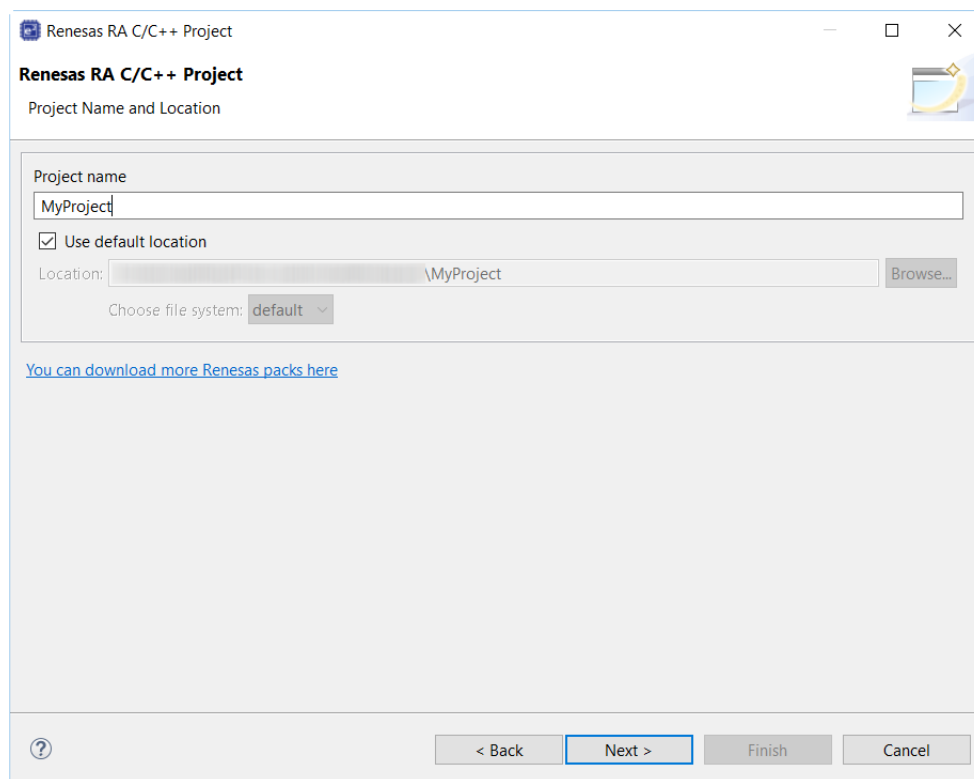 Renesas RA C/C++ Project
Renesas RA C/C++ Project
Project Name and Location
Project name
MyProject
Use default location
Location: \MyProject Browse...
Choose file system: default
You can download more Renesas packs here
? < Back Next > Finish Cancel